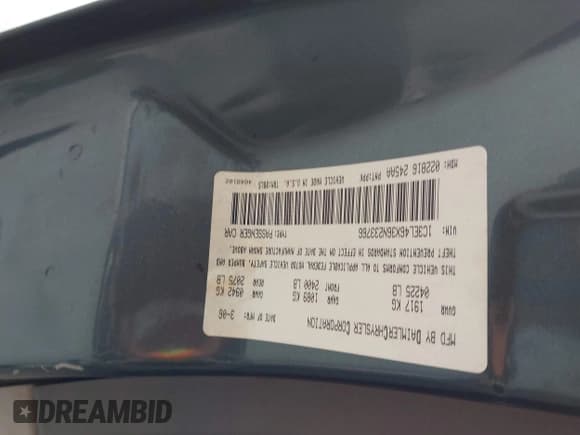 MFD BY DAIMLERCHRYSLER CORPORATION
DATE OF MFR: 3-06
GVWR
1917 KG
04225 LB
GAWR
1089 KG
FRONT 2400 LB
GAWR
0942 KG
REAR 2075 LB
THIS VEHICLE CONFORMS TO ALL APPLICABLE FEDERAL MOTOR VEHICLE SAFETY, BUMPER AND
THEFT PREVENTION STANDARDS IN EFFECT ON THE DATE OF MANUFACTURE SHOWN ABOVE.
VIN: 1C3EL46X36N233766
TYPE: PASSENGER CAR
MDH: 022816 245AA
PNT: PPV
VEHICLE MADE IN U.S.A.
DREAMBID